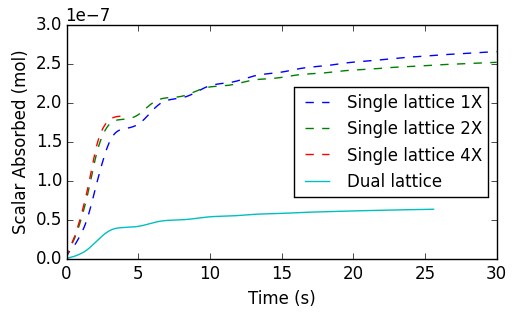 1e−7
3.0
2.5
2.0
1.5
1.0
0.5
0.0
Scalar Absorbed (mol)
Single lattice 1X
Single lattice 2X
Single lattice 4X
Dual lattice
0 5 10 15 20 25 30
Time (s)